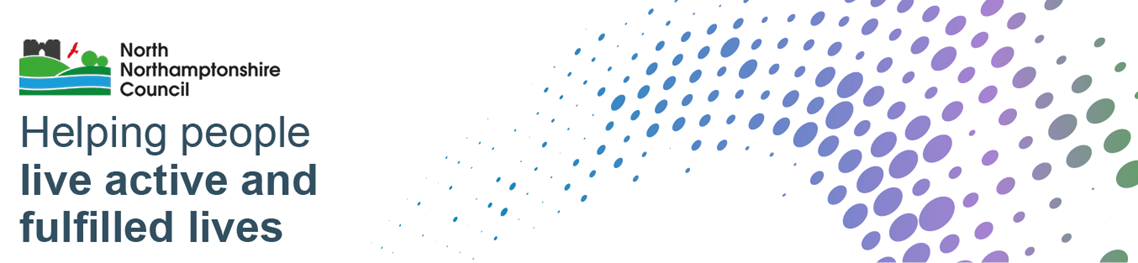 North
Northamptonshire
Council
Helping people
live active and
fulfilled lives